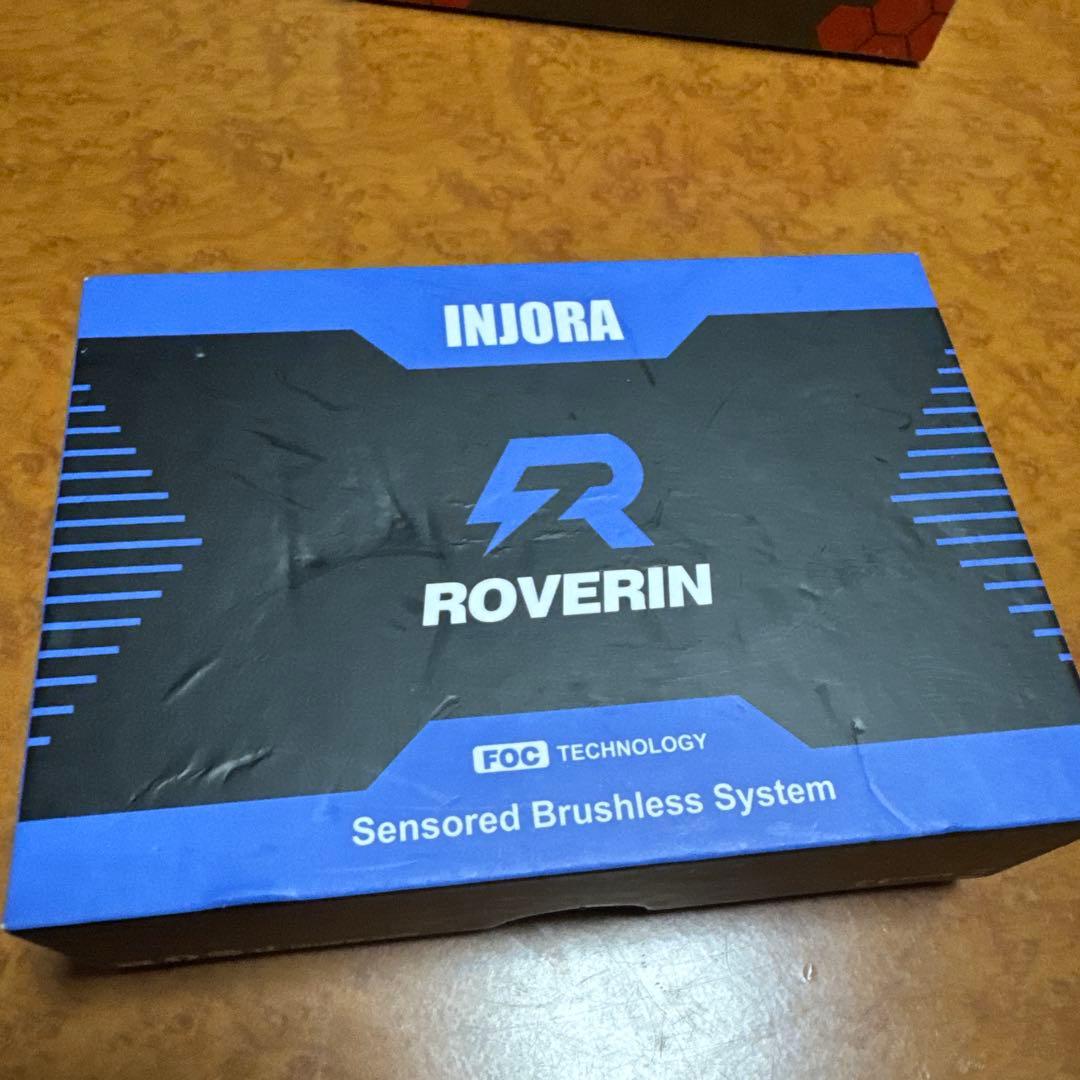 INJORA
ROVERIN
FOC TECHNOLOGY
Sensored Brushless System